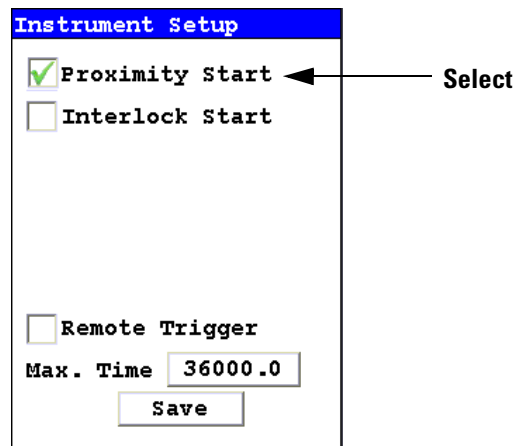 Instrument Setup
Proximity Start
Select
Interlock Start
Remote Trigger
Max. Time 36000.0
Save